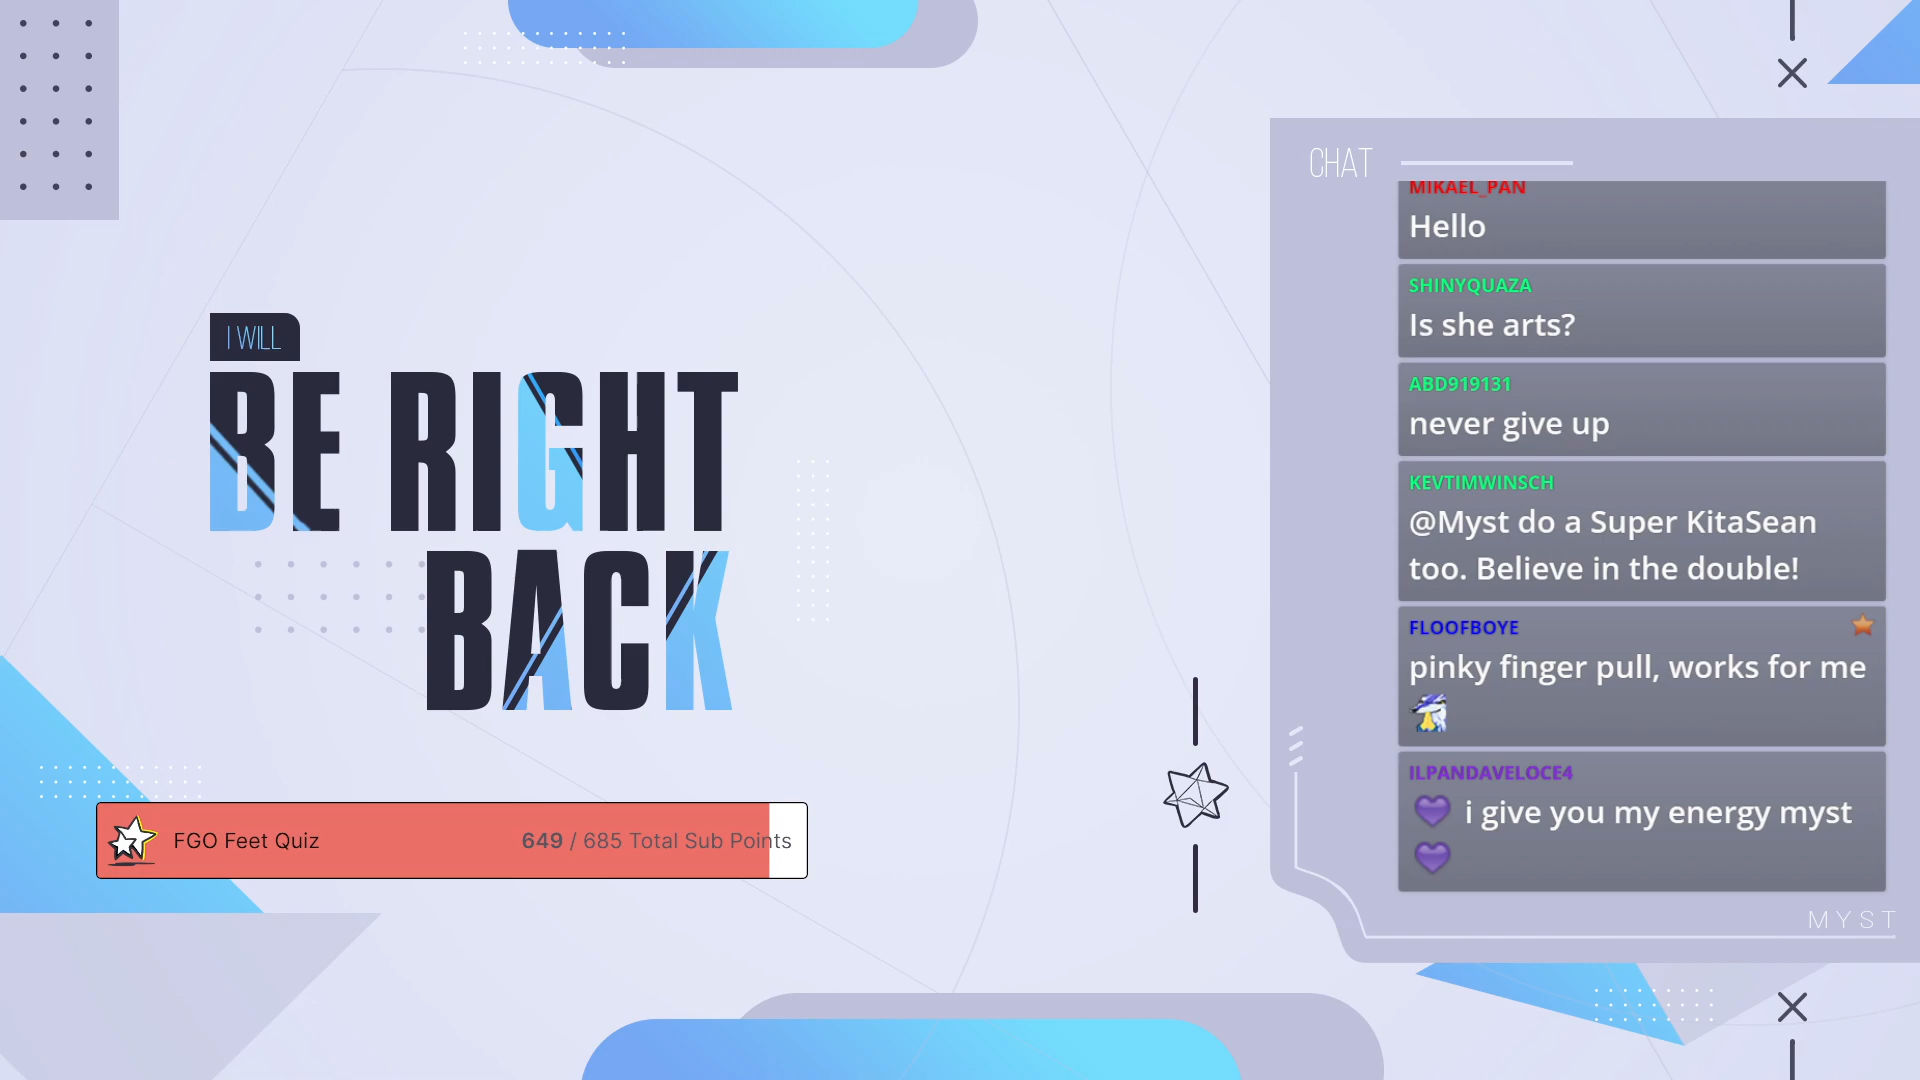 I WILL
BE RIGHT
BACK
FGO Feet Quiz
649 / 685 Total Sub Points
CHAT
MIKAEL_PAN
Hello
SHINYQUAZA
Is she arts?
ABD919131
never give up
KEVTIMWINSCH
@Myst do a Super KitaSean
too. Believe in the double!
FLOOFBOYE
pinky finger pull, works for me
ILPANDAVELOCE4
💜 i give you my energy myst
💜
MYST